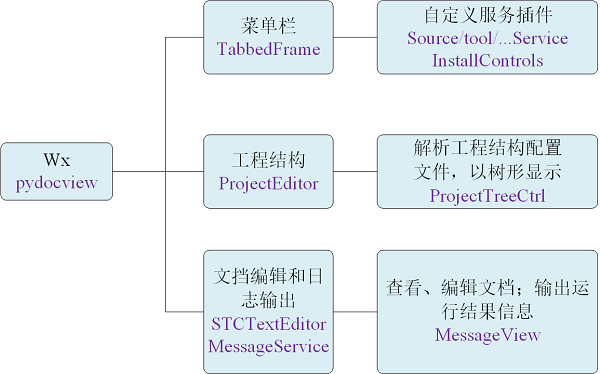 菜单栏
TabbedFrame
自定义服务插件
Source/tool/...Service
InstallControls
Wx
pydocview
工程结构
ProjectEditor
解析工程结构配置
文件，以树形显示
ProjectTreeCtrl
文挡编辑和日
志输出
STCTextEditor
MessageService
查看、编辑文档；输出运
行结果信息
MessageView